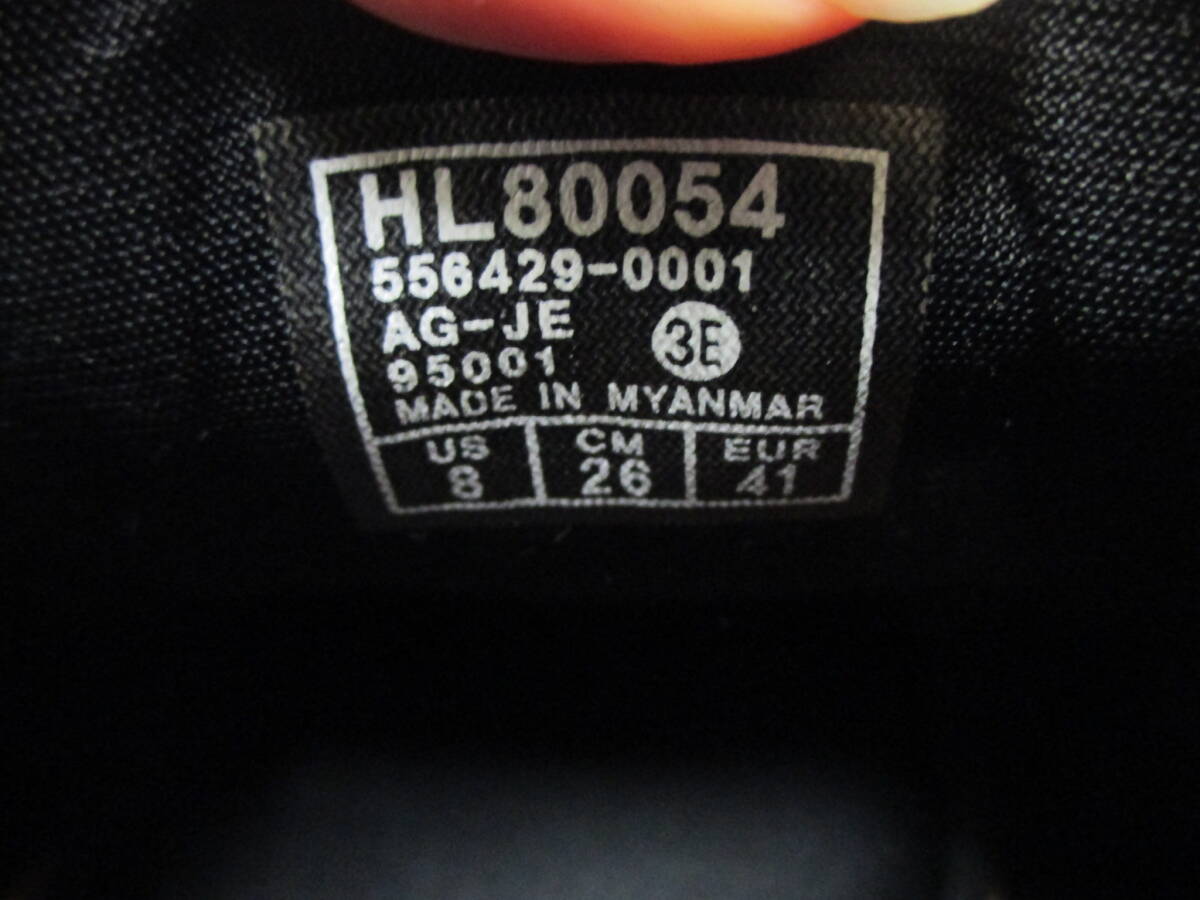 HL80054
556429-0001
AG-JE 3E
95001
MADE IN MYANMAR
US CM EUR
8 26 41